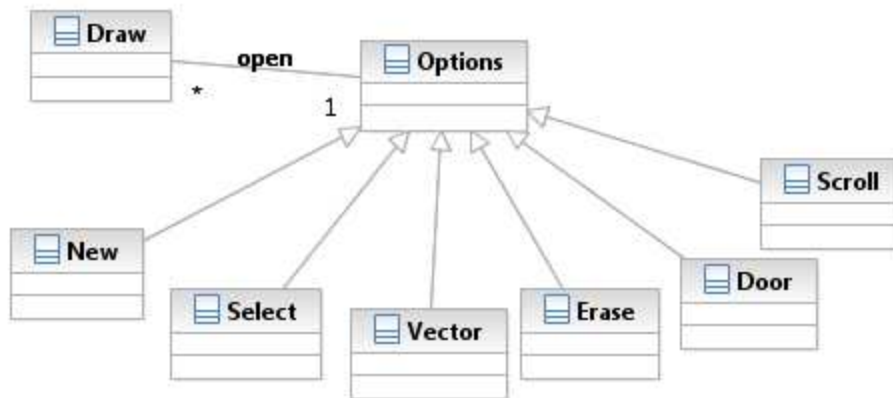 Draw
open
Options
*
1
Scroll
New
Door
Select
Erase
Vector